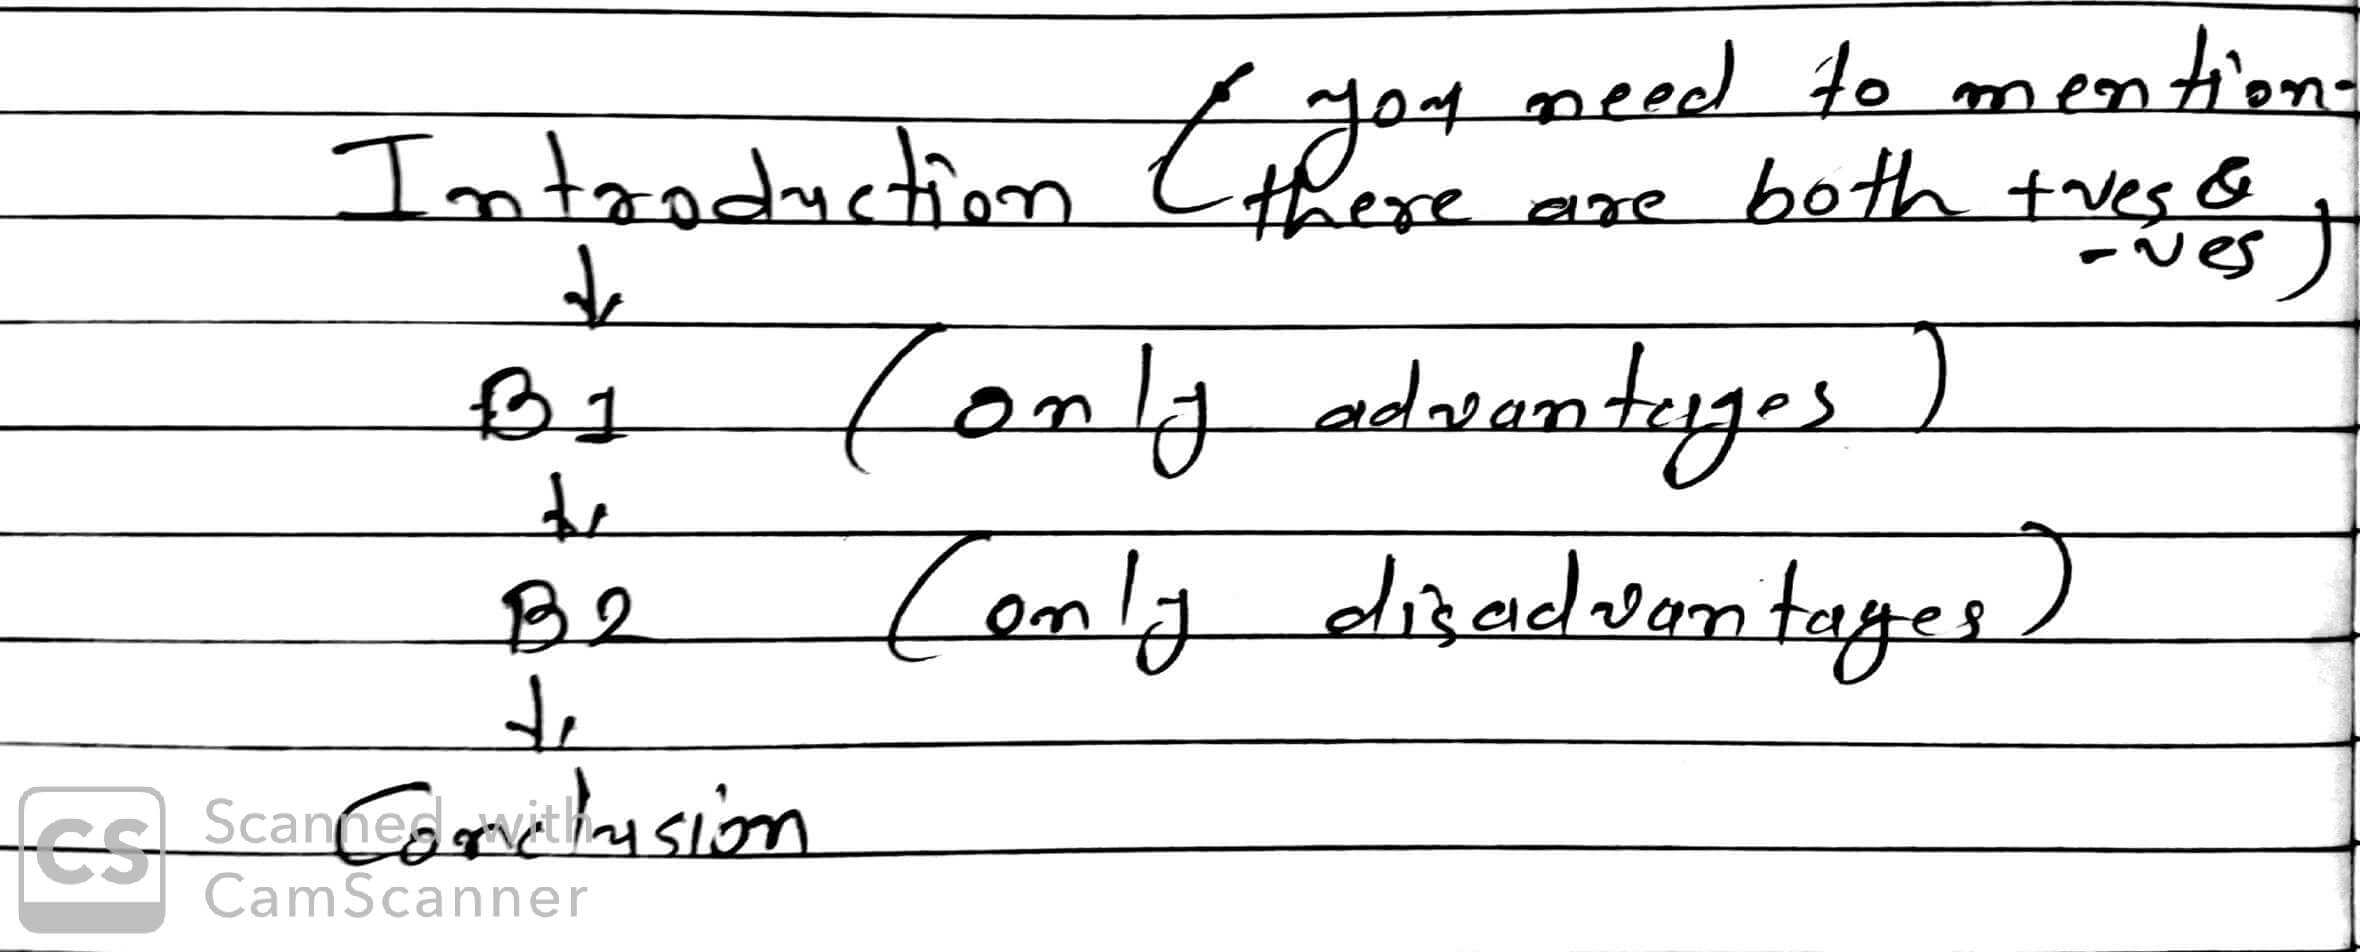 (you need to mention-
Introduction there are both +ves &
-ves)
↓
B1 (only advantages)
↓
B2 (only disadvantages)
↓
Conclusion
CS Scanned with
CamScanner